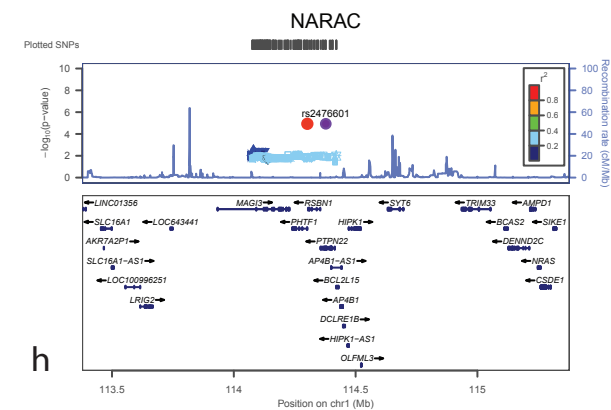 NARAC
Plotted SNPs
10
8
6
4
2
0
−log10(p−value)
100
80
60
40
20
0
Recombination rate (cM/Mb)
rs2476601
r2
0.8
0.6
0.4
0.2
LINC01356 MAGI3 RSBN1 SYT6 TRIM33 AMPD1
SLC16A1 LOC643441 PHTF1 HIPK1 BCAS2 SIKE1
AKR7A2P1 PTPN22 DENND2C
SLC16A1−AS1 AP4B1−AS1 NRAS
LOC100996251 BCL2L15 CSDE1
LRIG2 AP4B1
DCLRE1B
HIPK1−AS1
OLFML3
h
113.5 114 114.5 115
Position on chr1 (Mb)